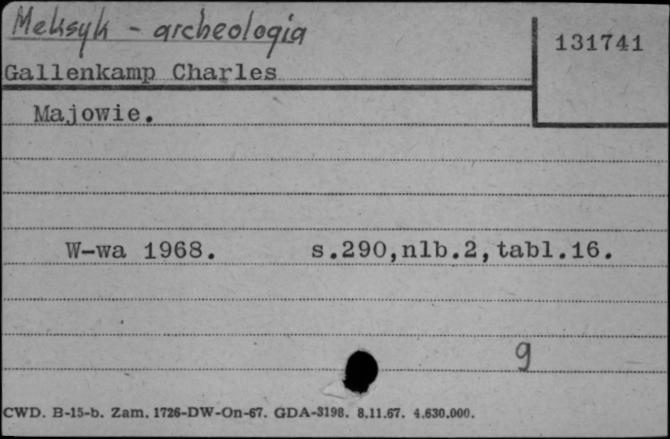 Meksyk - archeologia
131741
Gallenkamp Charles
Majowie.
W-wa 1968. s.290,nlb.2,tabl.16.
g
CWD. B-15-b. Zam. 1726-DW-On-67. GDA-3198. 8.11.67. 4.630.000.